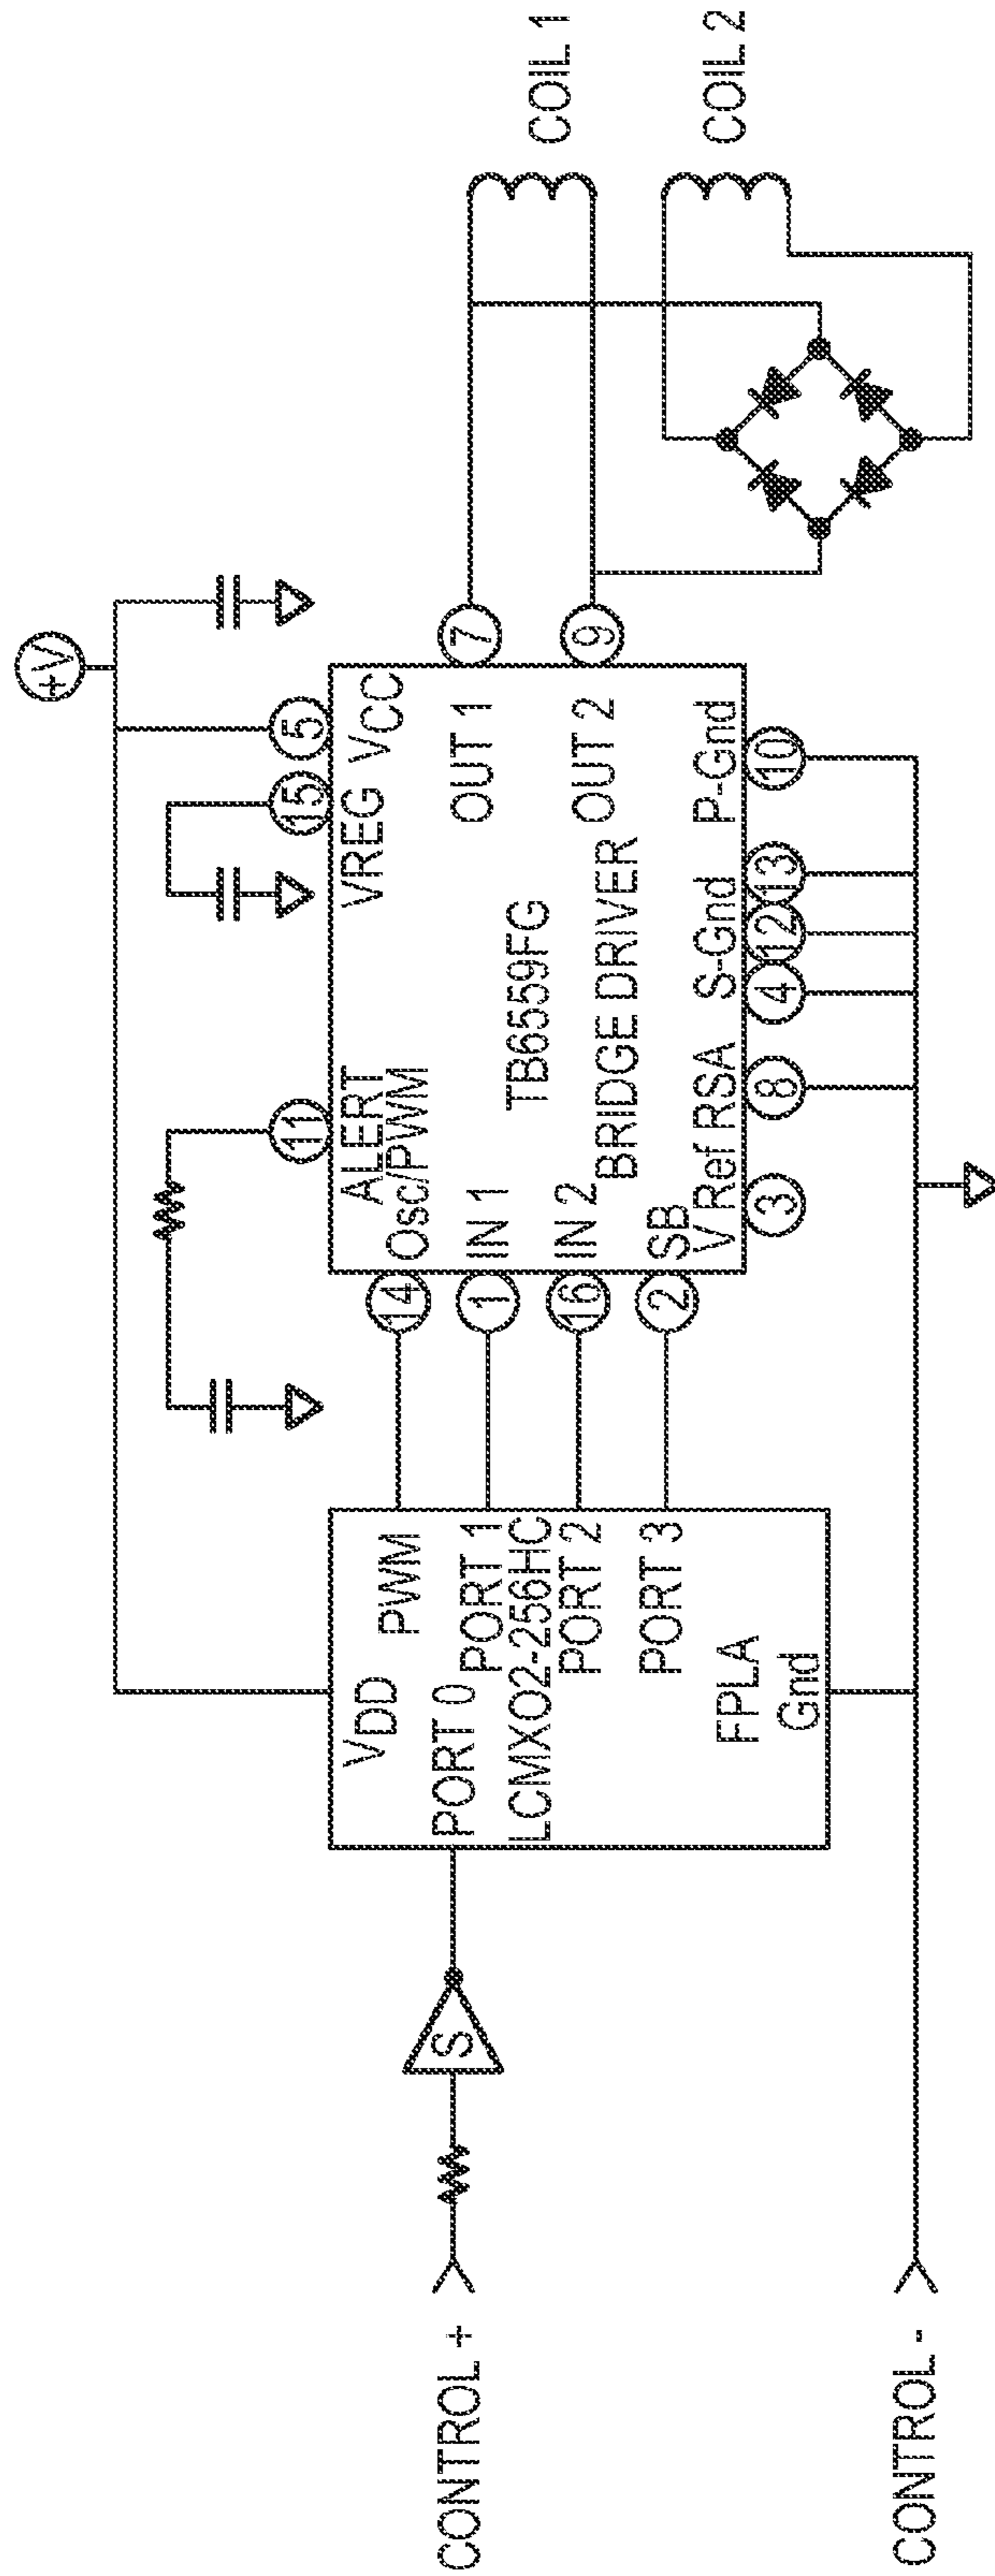 CONTROL +
CONTROL -
S
VDD
PORT 0
PWM
PORT 1
LCMXO2-256HC
PORT 2
PORT 3
FPLA
Gnd
14
1
16
2
11
15
5
+V
ALERT
VREG
VCC
Osc/PWM
IN 1
IN 2
SB
TB6559FG
BRIDGE DRIVER
OUT 1
OUT 2
V Ref RSA
S-Gnd
P-Gnd
3
8
4
12
13
10
7
9
COIL 1
COIL 2